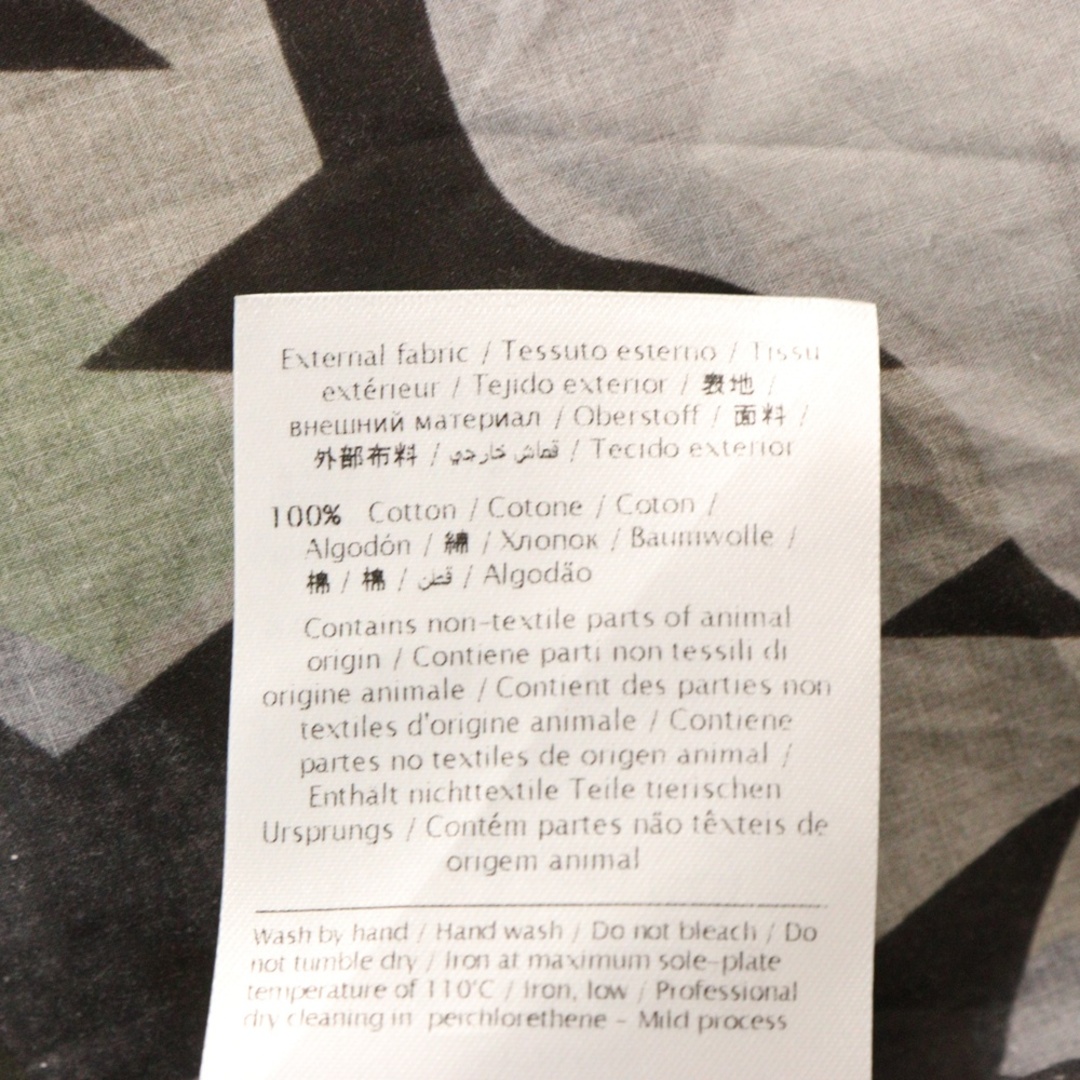 External fabric / Tessuto esterno / Tissu
extérieur / Tejido exterior / 表地 /
внешний материал / Oberstoff / 面料 /
外部布料 / قماش خارجي / Tecido exterior
100% Cotton / Cotone / Coton /
Algodón / 綿 / Хлопок / Baumwolle /
棉 / 棉 / قطن / Algodão
Contains non-textile parts of animal
origin / Contiene parti non tessili di
origine animale / Contient des parties non
textiles d'origine animale / Contiene
partes no textiles de origen animal /
Enthält nichttextile Teile tierischen
Ursprungs / Contém partes não têxteis de
origem animal
Wash by hand / Hand wash / Do not bleach / Do
not tumble dry / Iron at maximum sole-plate
temperature of 110°C / Iron, low / Professional
dry cleaning in perchlorethene - Mild process